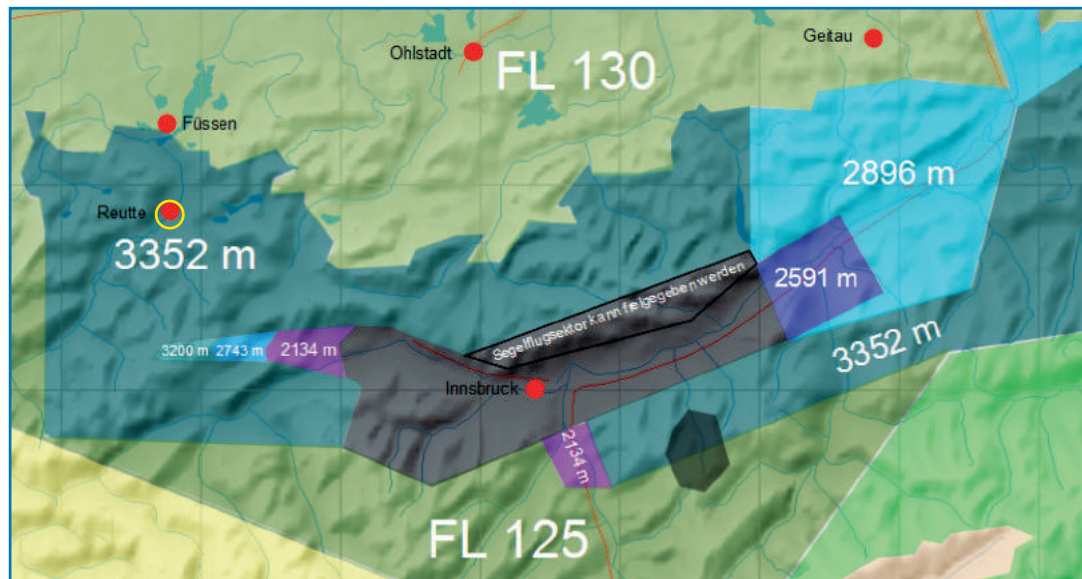 Geitau
Ohlstadt
FL 130
Füssen
2896 m
Reutte
3352 m
Segelflugsektor kann freigegeben werden
2591 m
3200 m 2743 m 2134 m
3352 m
Innsbruck
2134 m
FL 125